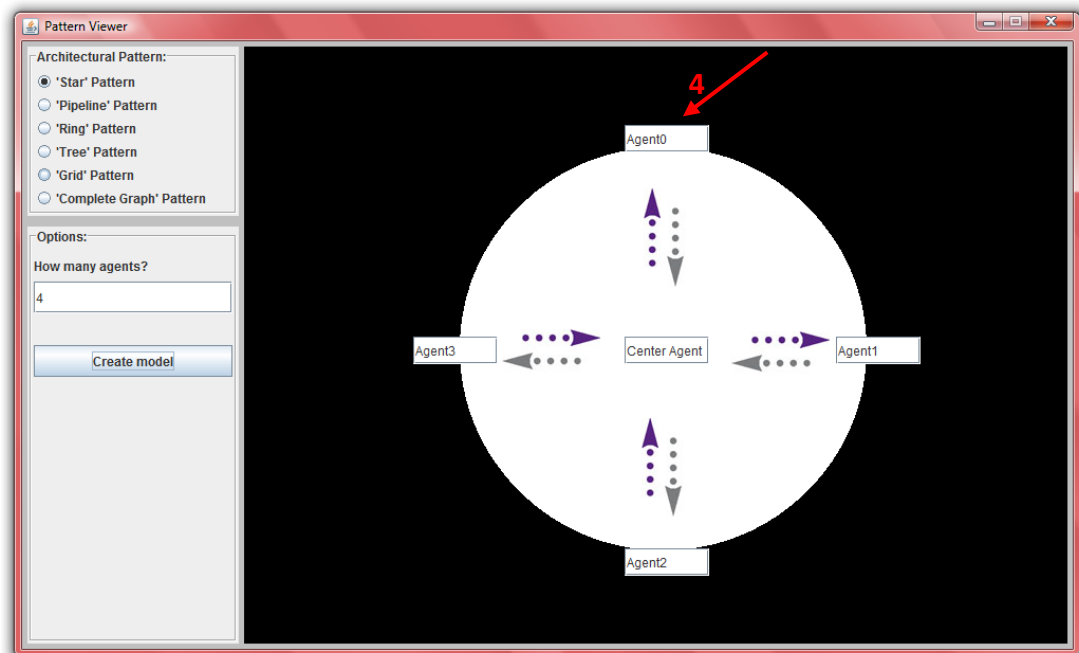 Pattern Viewer
Architectural Pattern:
'Star' Pattern
'Pipeline' Pattern
'Ring' Pattern
'Tree' Pattern
'Grid' Pattern
'Complete Graph' Pattern
Options:
How many agents?
4
Create model
4
Agent0
Agent3
Center Agent
Agent1
Agent2